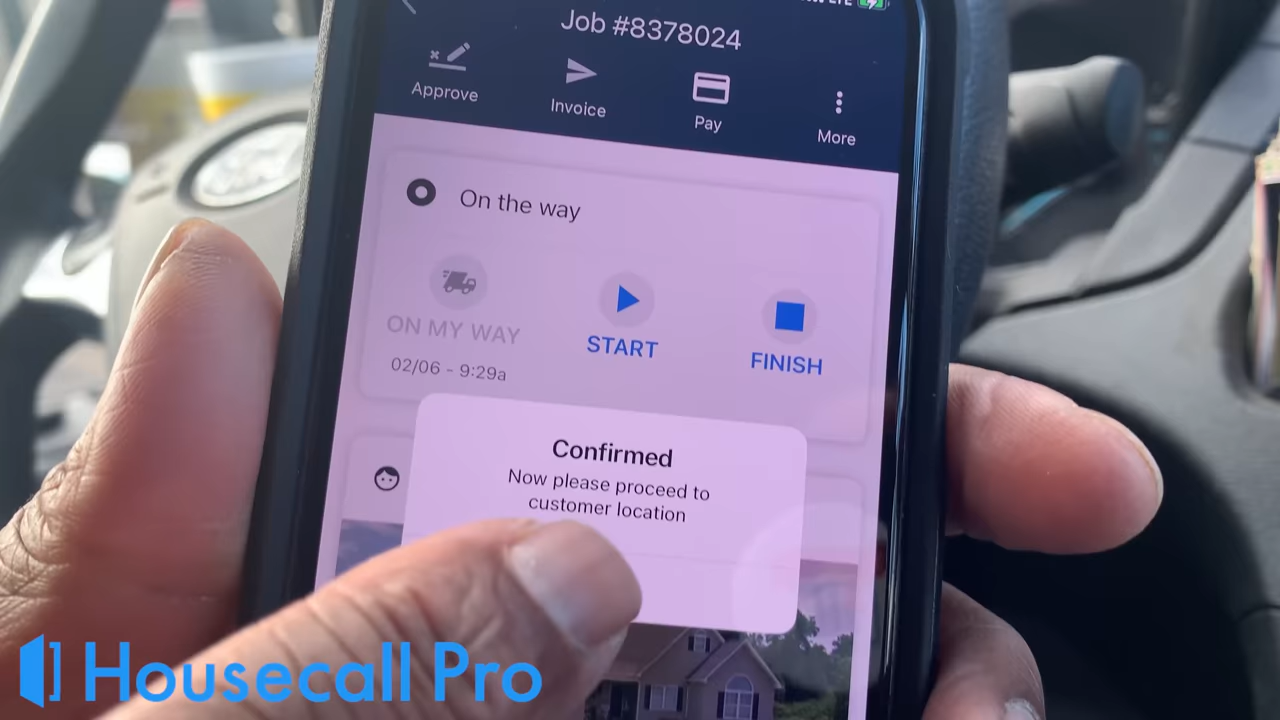 LTE
Job #8378024
Approve
Invoice
Pay
More
On the way
ON MY WAY
START
FINISH
02/06 - 9:29a
Confirmed
Now please proceed to
customer location
Housecall Pro